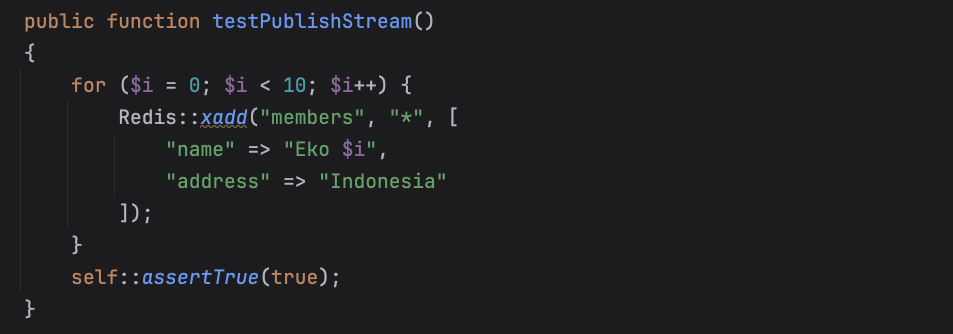 public function testPublishStream()
{
    for ($i = 0; $i < 10; $i++) {
        Redis::xadd("members", "*", [
            "name" => "Eko $i",
            "address" => "Indonesia"
        ]);
    }
    self::assertTrue(true);
}